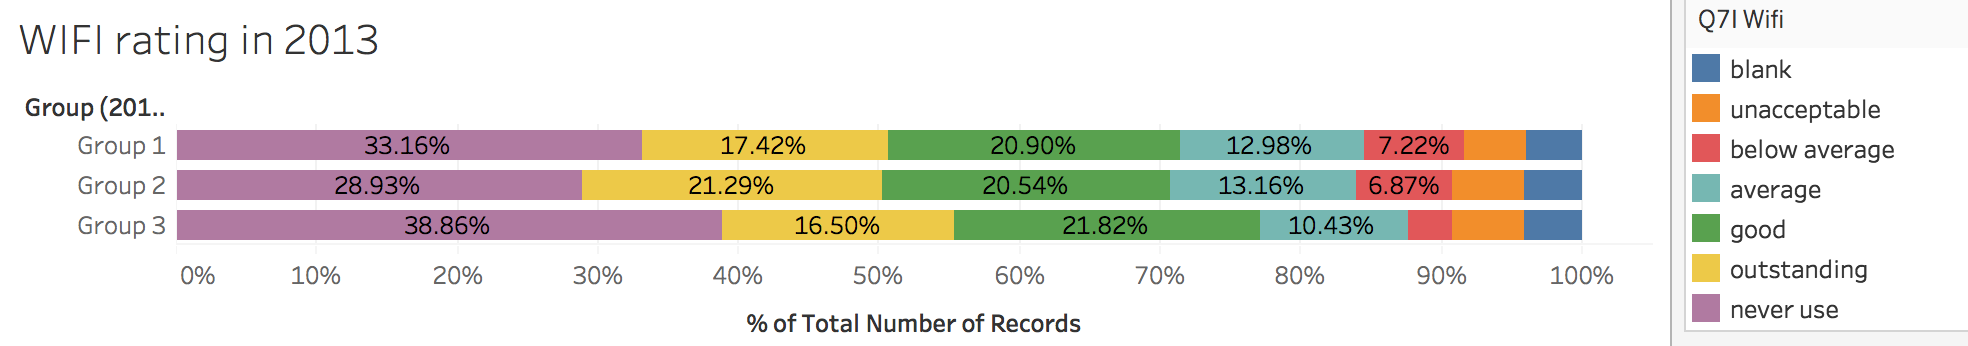 WIFI rating in 2013
Group (201..
Group 1 33.16% 17.42% 20.90% 12.98% 7.22%
Group 2 28.93% 21.29% 20.54% 13.16% 6.87%
Group 3 38.86% 16.50% 21.82% 10.43%
0% 10% 20% 30% 40% 50% 60% 70% 80% 90% 100%
% of Total Number of Records
Q7I Wifi
blank
unacceptable
below average
average
good
outstanding
never use